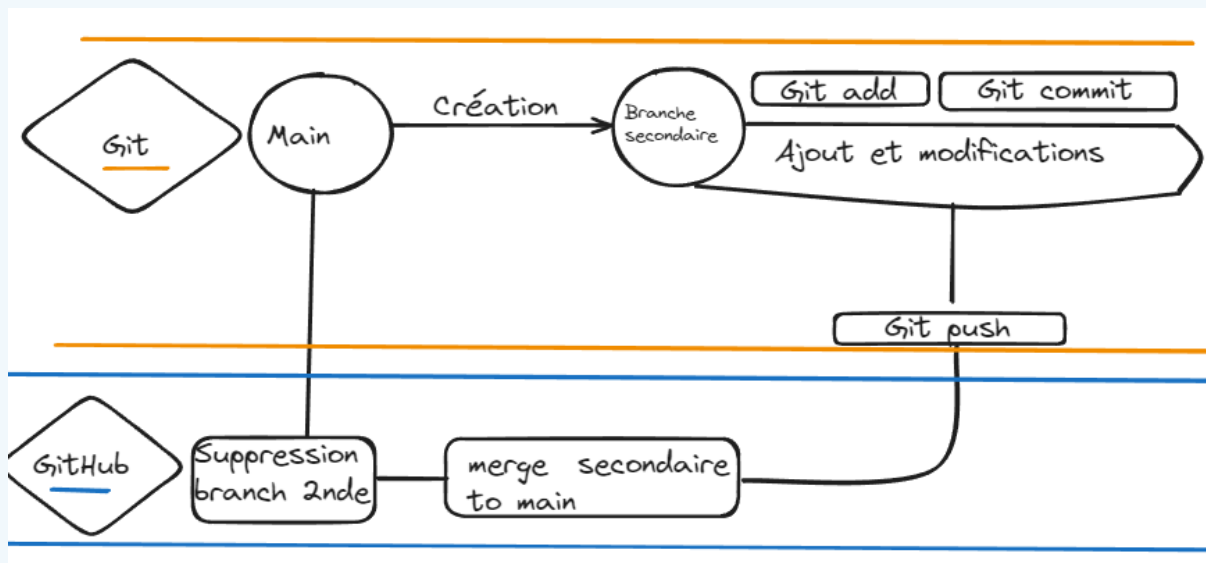 Git
Main
Création
Branche
secondaire
Git add
Git commit
Ajout et modifications
Git push
GitHub
Suppression
branch 2nde
merge secondaire
to main